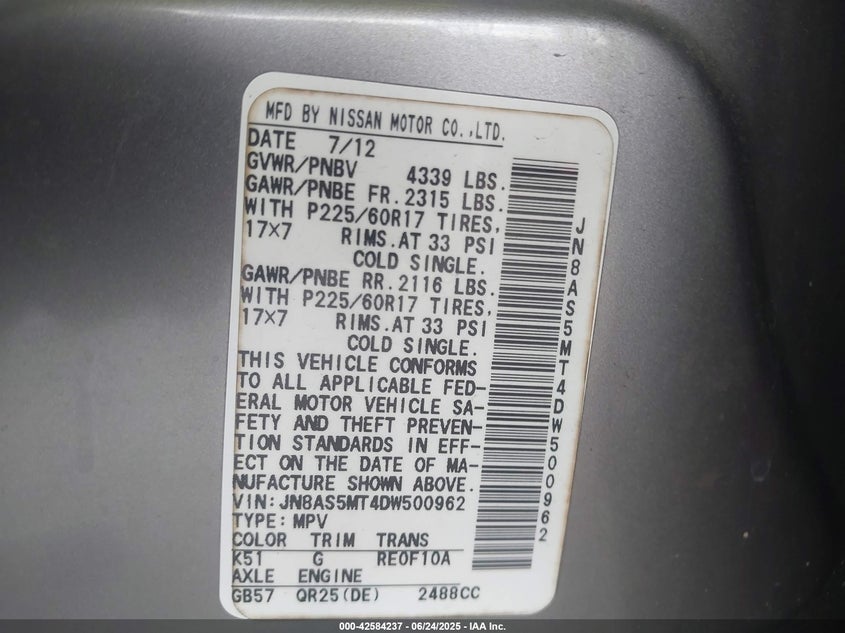 MFD BY NISSAN MOTOR CO.,LTD.
DATE 7/12
GVWR/PNBV 4339 LBS.
GAWR/PNBE FR.2315 LBS.
WITH P225/60R17 TIRES,
17×7 RIMS.AT 33 PSI
COLD SINGLE.
GAWR/PNBE RR.2116 LBS.
WITH P225/60R17 TIRES,
17×7 RIMS.AT 33 PSI
COLD SINGLE.
THIS VEHICLE CONFORMS
TO ALL APPLICABLE FED-
ERAL MOTOR VEHICLE SA-
FETY AND THEFT PREVEN-
TION STANDARDS IN EFF-
ECT ON THE DATE OF MA-
NUFACTURE SHOWN ABOVE.
VIN:JN8AS5MT4DW500962
TYPE:MPV
COLOR TRIM TRANS
K51 G RE0F10A
AXLE ENGINE
GB57 QR25(DE) 2488CC
JN8AS5MT4DW500962
000-42584237 - 06/24/2025 - IAA Inc.